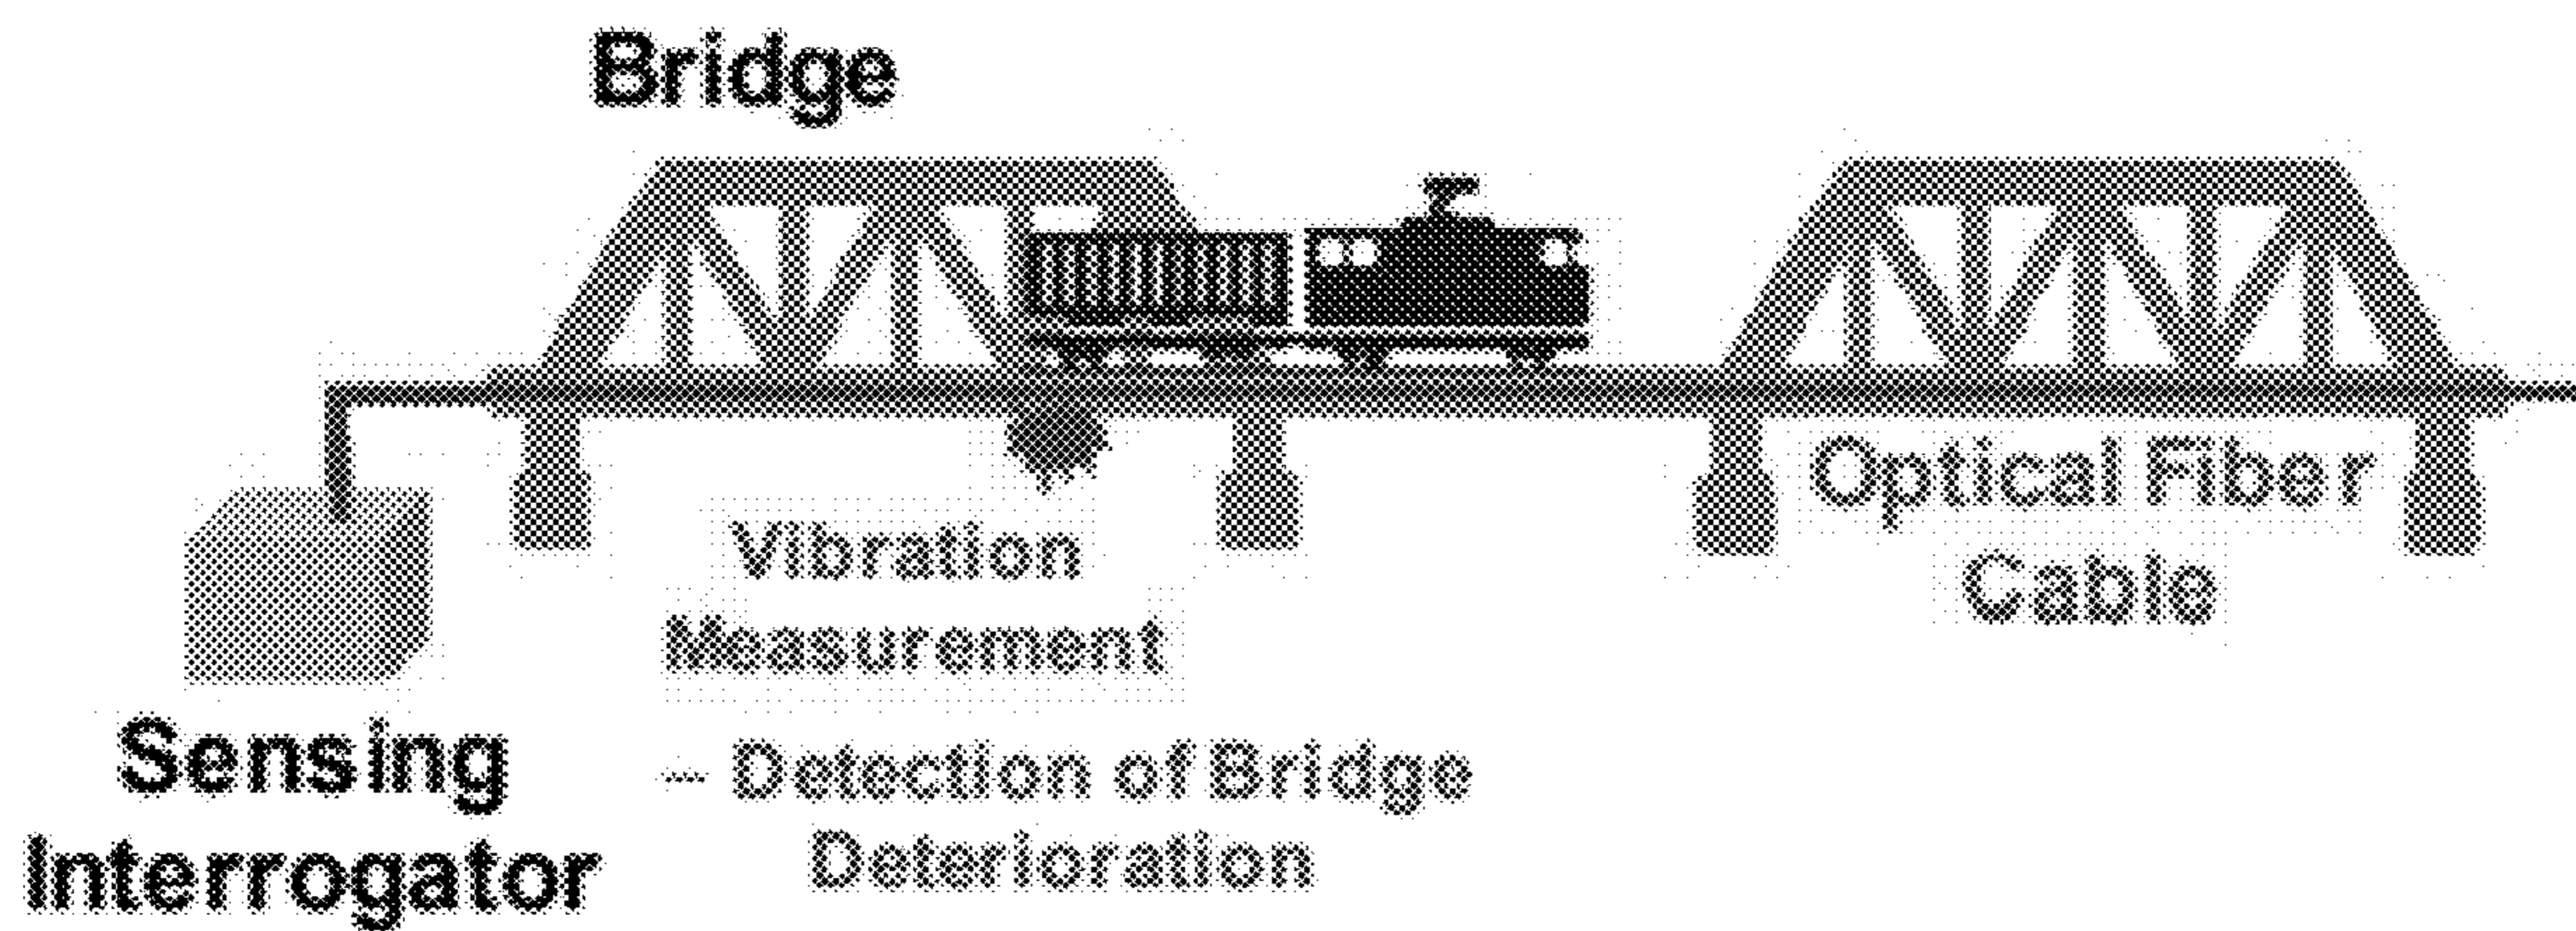 Bridge
Optical Fiber
Cable
Vibration
Measurement
Sensing
Interrogator
- Detection of Bridge
Deterioration